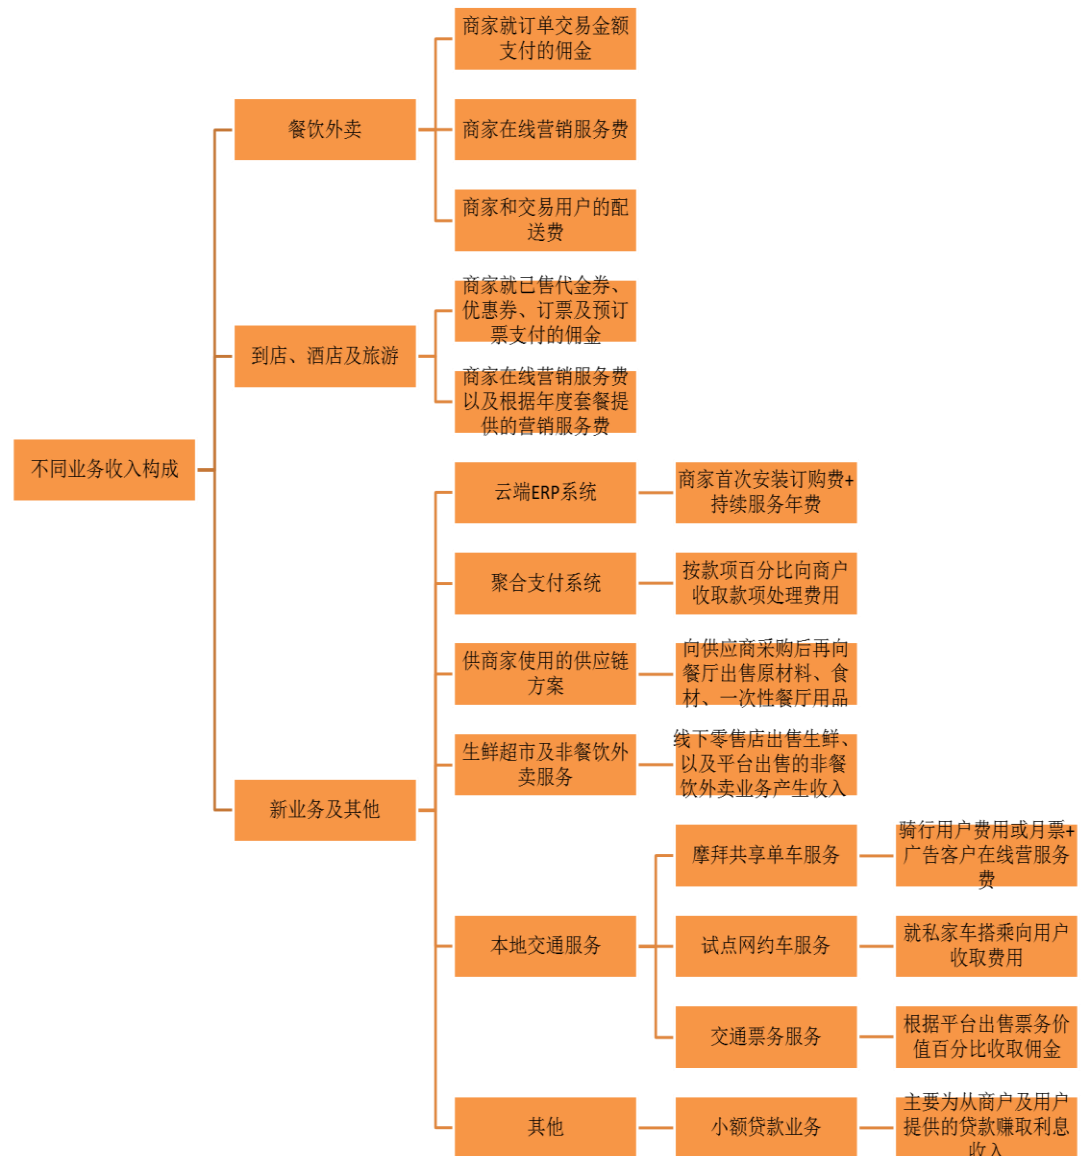 不同业务收入构成
餐饮外卖
商家就订单交易金额
支付的佣金
商家在线营销服务费
商家和交易用户的配
送费
到店、酒店及旅游
商家就已售代金券、
优惠券、订票及预订
票支付的佣金
商家在线营销服务费
以及根据年度套餐提
供的营销服务费
新业务及其他
云端ERP系统
商家首次安装订购费+
持续服务年费
聚合支付系统
按款项百分比向商户
收取款项处理费用
供商家使用的供应链
方案
向供应商采购后再向
餐厅出售原材料、食
材、一次性餐厅用品
生鲜超市及非餐饮外
卖服务
线下零售店出售生鲜、
以及平台出售的非餐
饮外卖业务产生收入
本地交通服务
摩拜共享单车服务
骑行用户费用或月票+
广告客户在线营服务
费
试点网约车服务
就私家车搭乘向用户
收取费用
交通票务服务
根据平台出售票务价
值百分比收取佣金
其他
小额贷款业务
主要为从商户及用户
提供的贷款赚取利息
收入